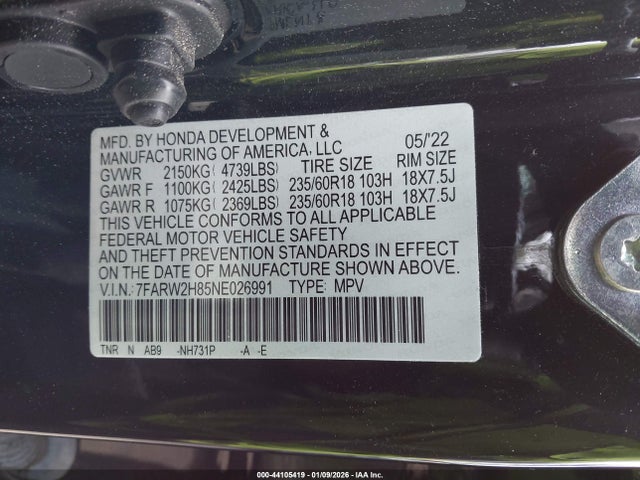 MFD. BY HONDA DEVELOPMENT & 05/'22
MANUFACTURING OF AMERICA, LLC
GVWR 2150KG ( 4739LBS) TIRE SIZE RIM SIZE
GAWR F 1100KG ( 2425LBS) 235/60R18 103H 18X7.5J
GAWR R 1075KG ( 2369LBS) 235/60R18 103H 18X7.5J
THIS VEHICLE CONFORMS TO ALL APPLICABLE
FEDERAL MOTOR VEHICLE SAFETY
AND THEFT PREVENTION STANDARDS IN EFFECT
ON THE DATE OF MANUFACTURE SHOWN ABOVE.
V.I.N.:7FARW2H85NE026991 TYPE: MPV
TNR N AB9 -NH731P -A -E
000-44105419 - 01/09/2026 - IAA Inc.